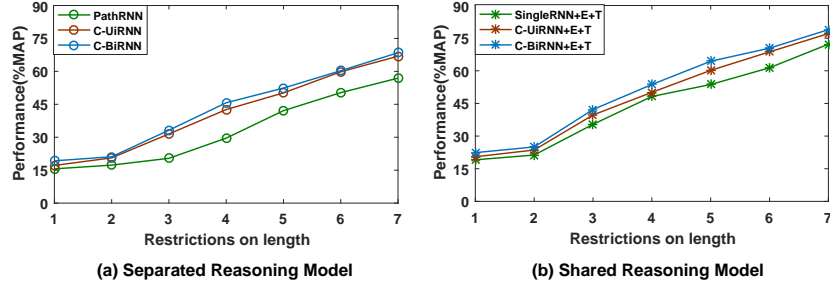 90
75
60
45
30
15
0
Performance(%MAP)
PathRNN
C-UiRNN
C-BiRNN
1 2 3 4 5 6 7
Restrictions on length
(a) Separated Reasoning Model
90
75
60
45
30
15
0
Performance(%MAP)
SingleRNN+E+T
C-UiRNN+E+T
C-BiRNN+E+T
1 2 3 4 5 6 7
Restrictions on length
(b) Shared Reasoning Model